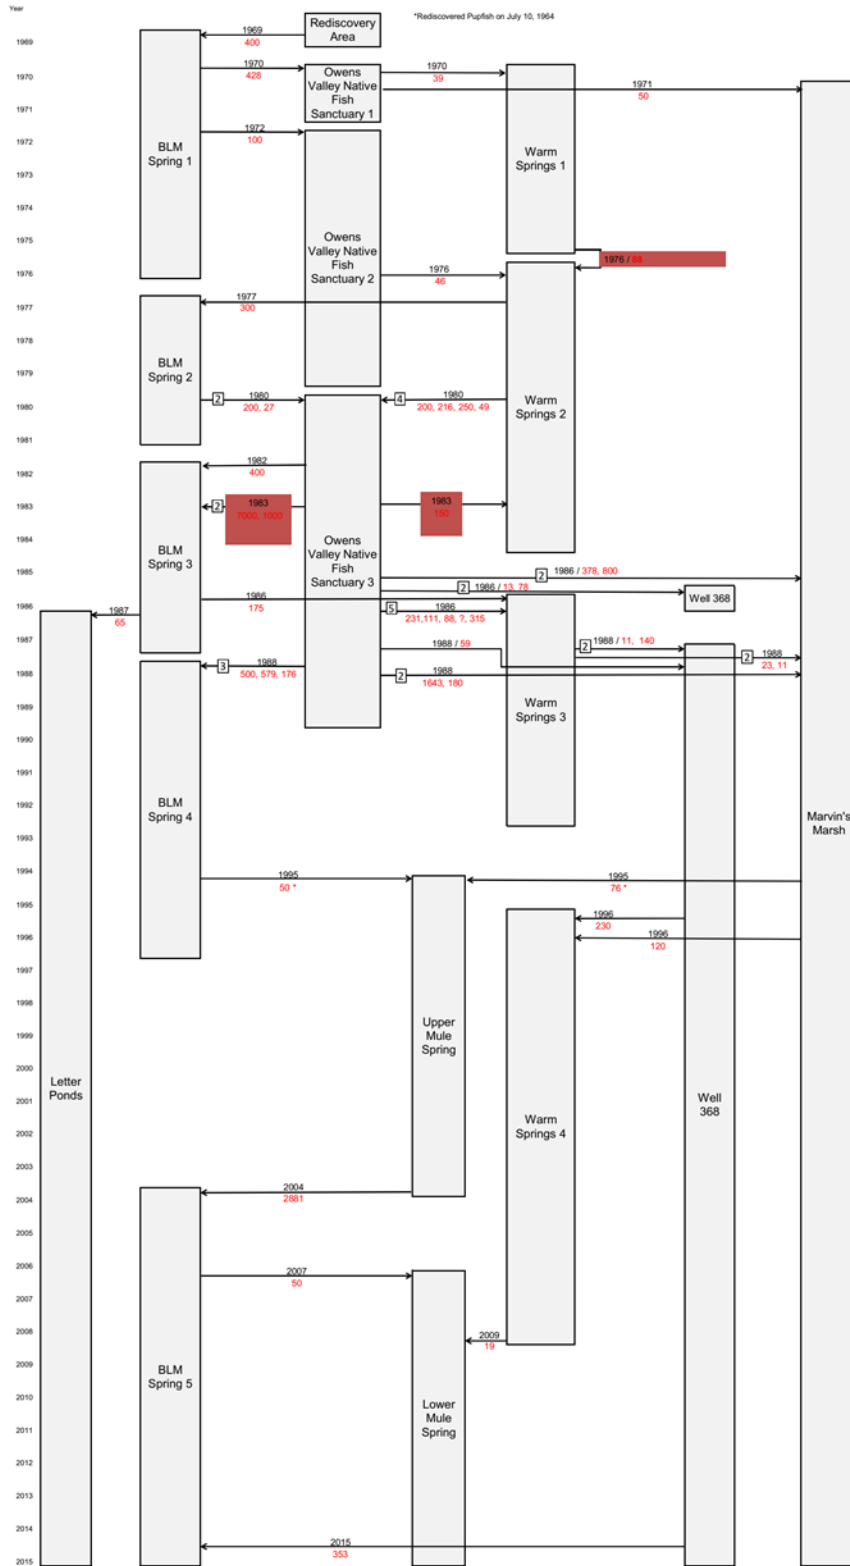 Year
*Rediscovered Pupfish on July 10, 1964
Rediscovery
Area
1969
400
1969
1970
428
Owens
Valley Native
Fish
Sanctuary 1
1970
39
1970
1971
50
1971
1972
100
1972
BLM
Spring 1
Warm
Springs 1
1973
1974
1975
Owens
Valley Native
Fish
Sanctuary 2
1976 / 88
1976
1976
46
1977
300
1977
1978
BLM
Spring 2
1979
2
1980
200, 27
4
1980
200, 216, 250, 49
Warm
Springs 2
1980
1981
1982
400
1982
2
1983
7000, 1000
1983
150
1983
1984
BLM
Spring 3
Owens
Valley Native
Fish
Sanctuary 3
1985
2
1986 / 378, 800
2
1986 / 13, 78
Well 368
1986
1986
175
5
1986
231,111, 88, ?, 315
1987
65
1987
1988 / 59
2
1988 / 11, 140
2
1988
23, 11
3
1988
500, 579, 176
2
1988
1643, 180
1988
1989
Warm
Springs 3
1990
1991
1992
BLM
Spring 4
Marvin's
Marsh
1993
1994
1995
50 *
1995
76 *
1995
1996
230
1996
120
1996
1997
1998
1999
Upper
Mule
Spring
2000
Letter
Ponds
2001
Well
368
Warm
Springs 4
2002
2003
2004
2881
2004
2005
2006
2007
50
2007
2008
2009
19
2009
BLM
Spring 5
2010
Lower
Mule
Spring
2011
2012
2013
2014
2015
353
2015